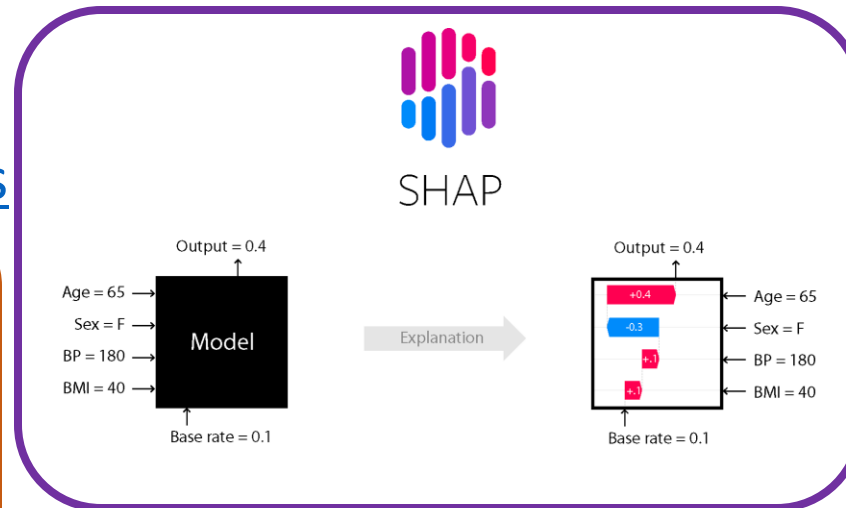 s
SHAP
Output = 0.4
Age = 65
Sex = F
BP = 180
BMI = 40
Model
Base rate = 0.1
Explanation
Output = 0.4
+0.4
-0.3
+.1
+.1
Age = 65
Sex = F
BP = 180
BMI = 40
Base rate = 0.1